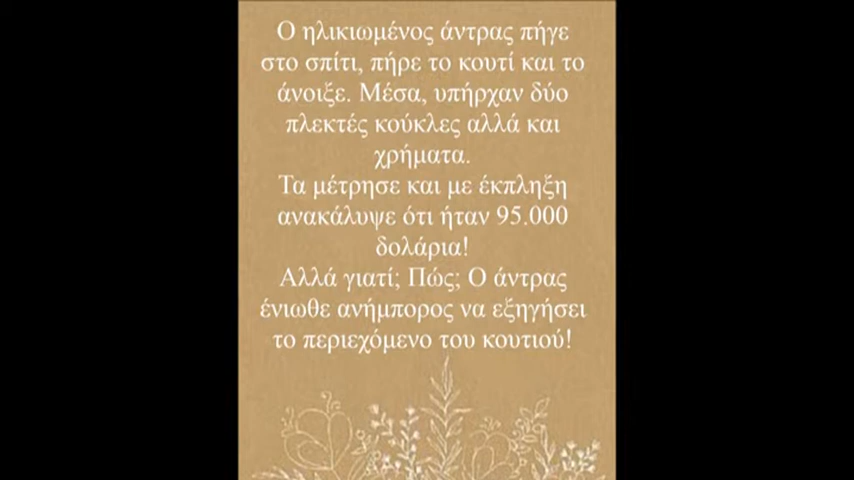 Ο ηλικιωμένος άντρας πήγε
στο σπίτι, πήρε το κουτί και το
άνοιξε. Μέσα, υπήρχαν δύο
πλεκτές κούκλες αλλά και
χρήματα.
Τα μέτρησε και με έκπληξη
ανακάλυψε ότι ήταν 95.000
δολάρια!
Αλλά γιατί; Πώς; Ο άντρας
ένιωθε ανήμπορος να εξηγήσει
το περιεχόμενο του κουτιού!